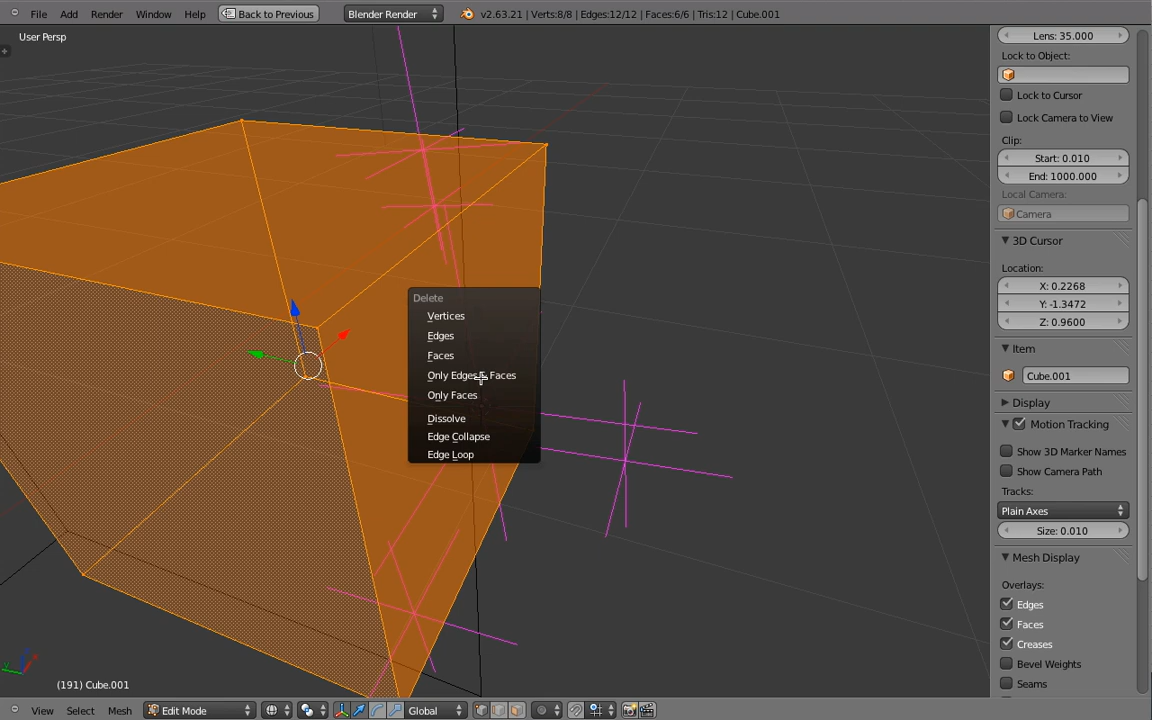 File Add Render Window Help Back to Previous Blender Render v2.63.21 | Verts:8/8 | Edges:12/12 | Faces:6/6 | Tris:12 | Cube.001
User Persp
Lens: 35.000
Lock to Object:
Lock to Cursor
Lock Camera to View
Clip:
Start: 0.010
End: 1000.000
Local Camera:
Camera
3D Cursor
Location:
X: 0.2268
Y: -1.3472
Z: 0.9600
Item
Cube.001
Display
Motion Tracking
Show 3D Marker Names
Show Camera Path
Tracks:
Plain Axes
Size: 0.010
Mesh Display
Overlays:
Edges
Faces
Creases
Bevel Weights
Seams
Delete
Vertices
Edges
Faces
Only Edges & Faces
Only Faces
Dissolve
Edge Collapse
Edge Loop
(191) Cube.001
View Select Mesh Edit Mode Global